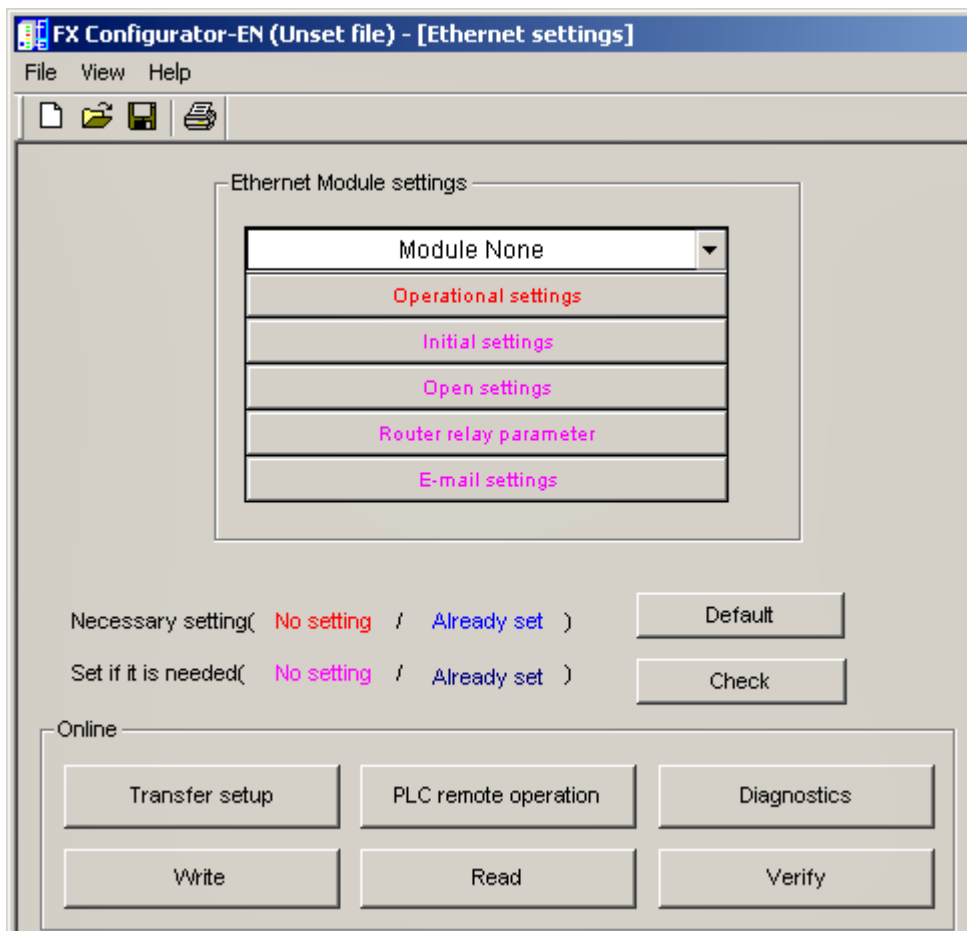 FX Configurator-EN (Unset file) - [Ethernet settings]
File View Help
Ethernet Module settings
Module None
Operational settings
Initial settings
Open settings
Router relay parameter
E-mail settings
Necessary setting( No setting / Already set )
Default
Set if it is needed( No setting / Already set )
Check
Online
Transfer setup
PLC remote operation
Diagnostics
Write
Read
Verify